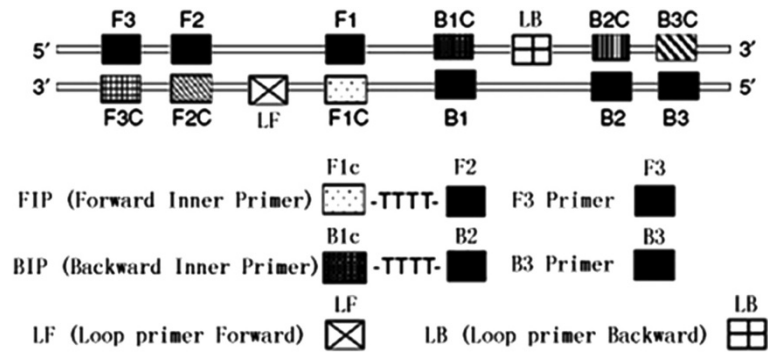 F3 F2 F1 B1C LB B2C B3C
5′ 3′
3′ 5′
F3C F2C LF F1C B1 B2 B3
F1c F2 F3
FIP (Forward Inner Primer) -TTTT- F3 Primer
B1c B2 B3
BIP (Backward Inner Primer) -TTTT- B3 Primer
LF LB
LF (Loop primer Forward) LB (Loop primer Backward)